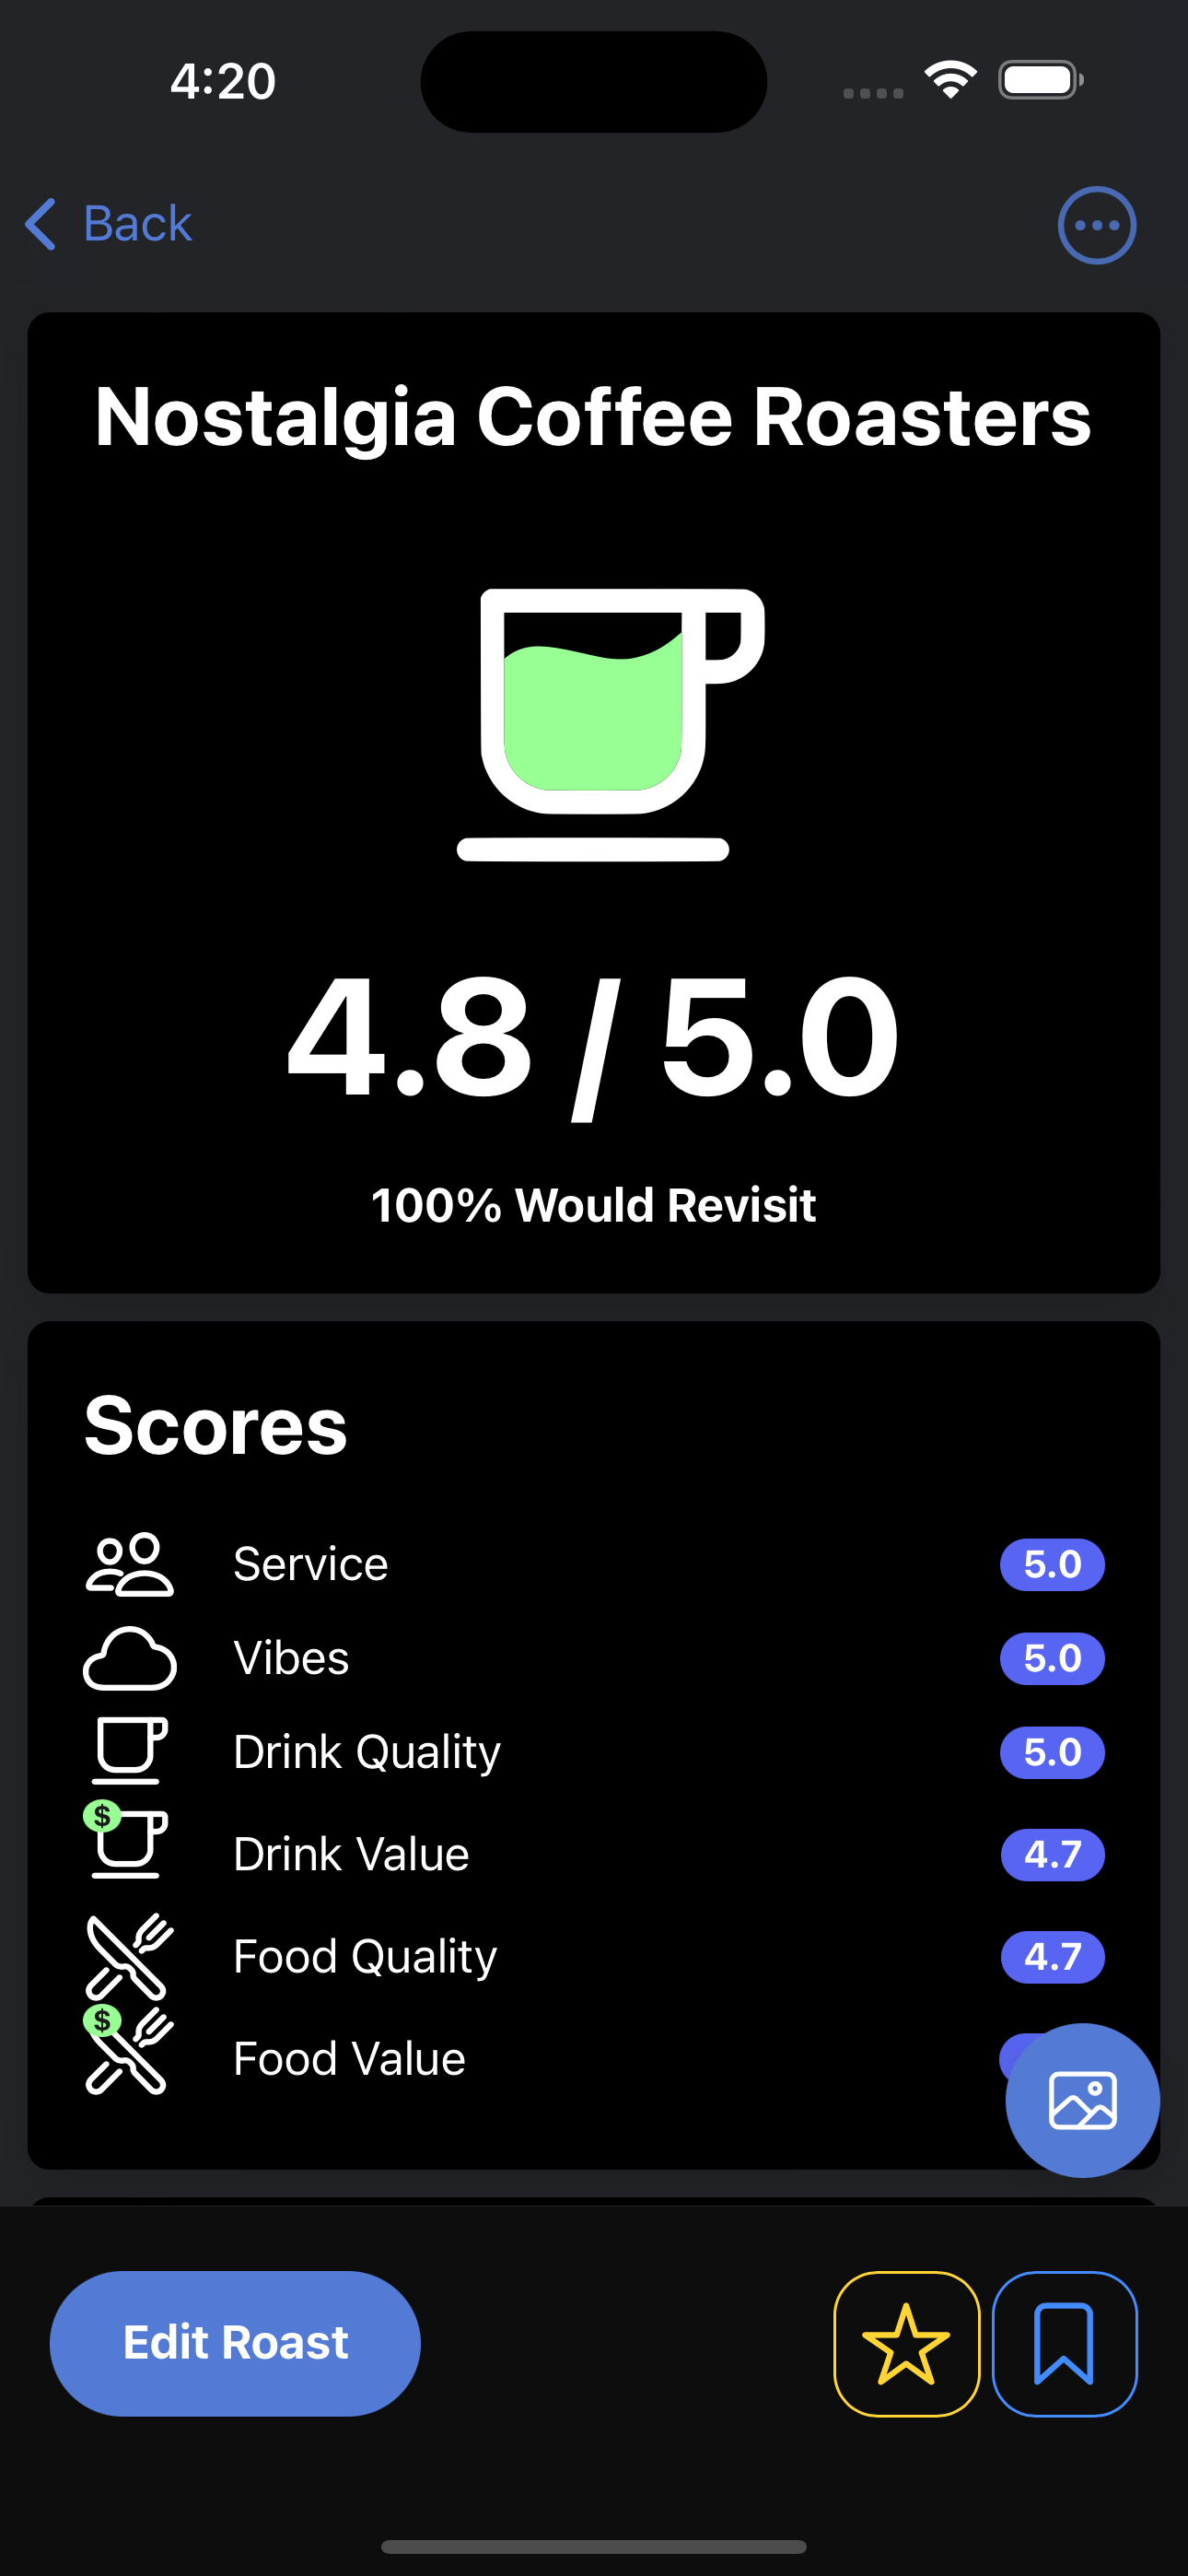 4:20
Back
Nostalgia Coffee Roasters
4.8 / 5.0
100% Would Revisit
Scores
Service 5.0
Vibes 5.0
Drink Quality 5.0
$
Drink Value 4.7
Food Quality 4.7
$
Food Value
Edit Roast